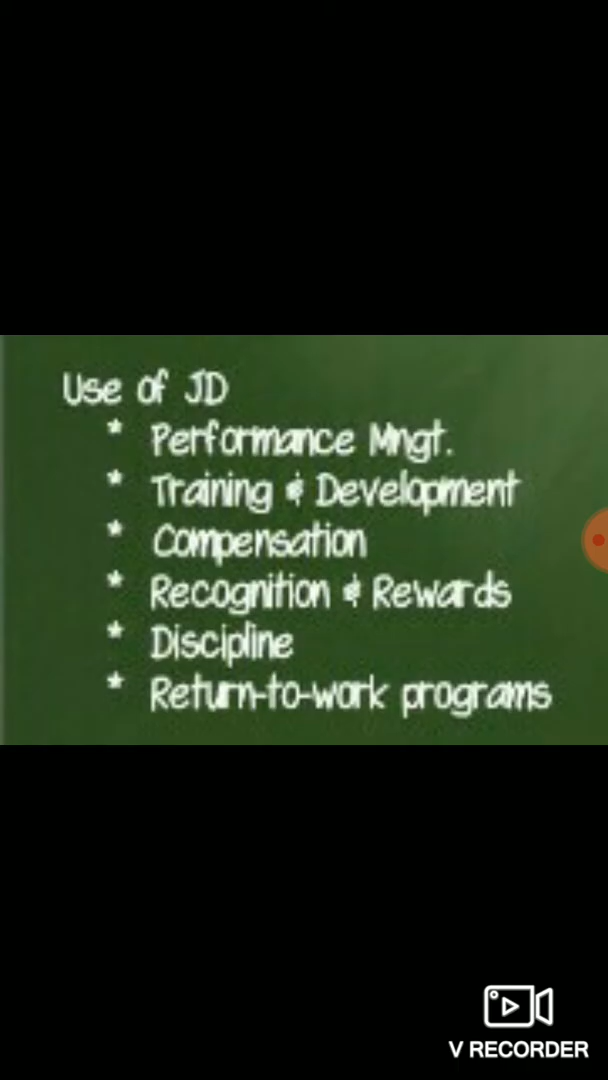 Use of JD
* Performance Mngt.
* Training & Development
* Compensation
* Recognition & Rewards
* Discipline
* Return-to-work programs
V RECORDER